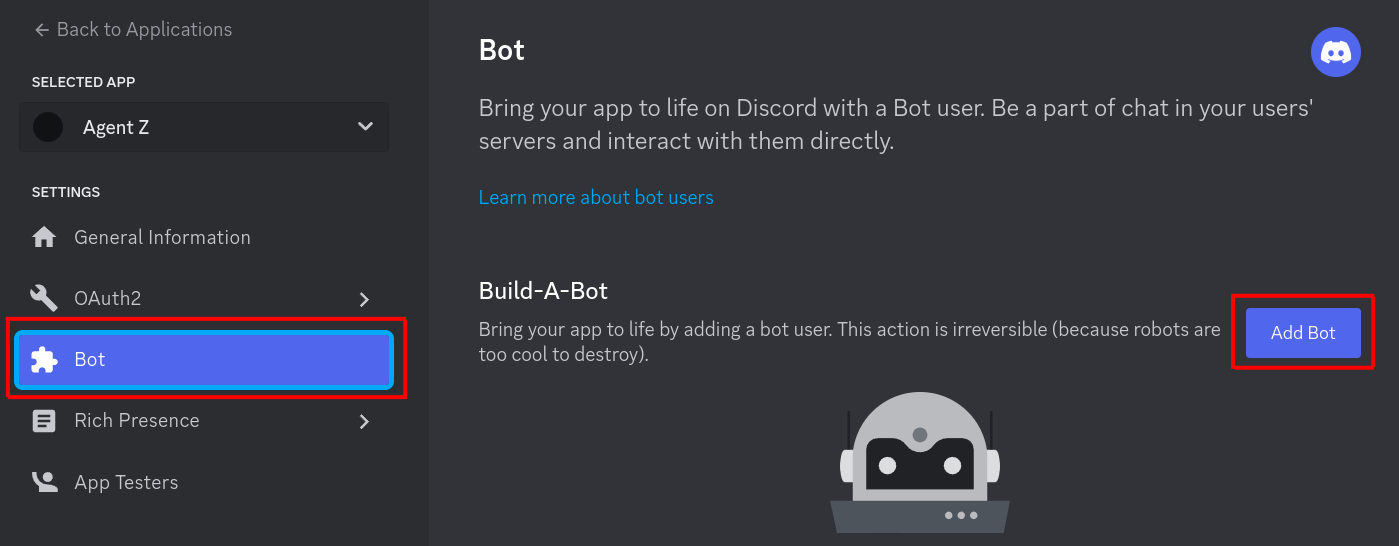 Back to Applications
SELECTED APP
Agent Z
SETTINGS
General Information
OAuth2
Bot
Rich Presence
App Testers
Bot
Bring your app to life on Discord with a Bot user. Be a part of chat in your users'
servers and interact with them directly.
Learn more about bot users
Build-A-Bot
Bring your app to life by adding a bot user. This action is irreversible (because robots are
too cool to destroy).
Add Bot